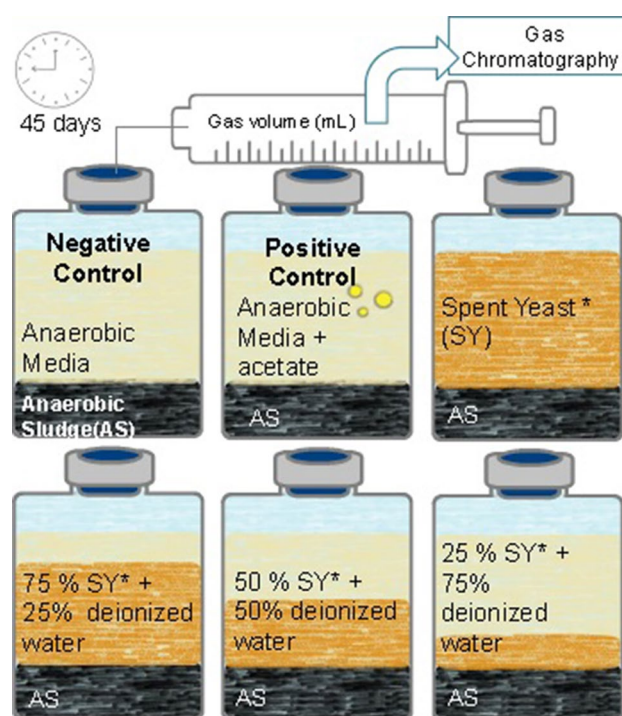 Gas
Chromatography
45 days
Gas volume (mL)
Negative
Control
Anaerobic
Media
Anaerobic
Sludge(AS)
Positive
Control
Anaerobic
Media +
acetate
AS
Spent Yeast *
(SY)
AS
75 % SY* +
25% deionized
water
AS
50 % SY* +
50% deionized
water
AS
25 % SY* +
75%
deionized
water
AS